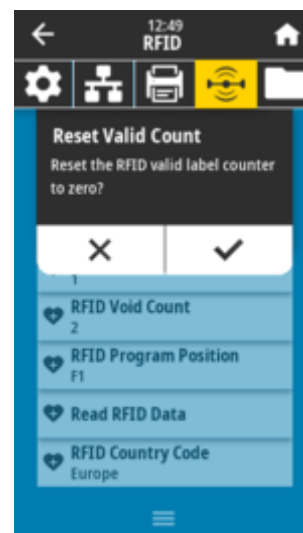 12:49
RFID
Reset Valid Count
Reset the RFID valid label counter
to zero?
1
RFID Void Count
2
RFID Program Position
F1
Read RFID Data
RFID Country Code
Europe